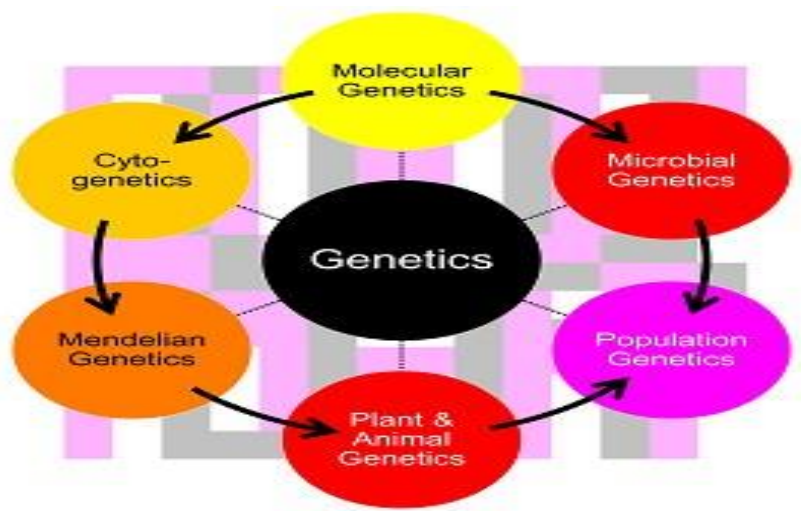 Molecular
Genetics
Cyto-
genetics
Microbial
Genetics
Genetics
Mendelian
Genetics
Population
Genetics
Plant &
Animal
Genetics